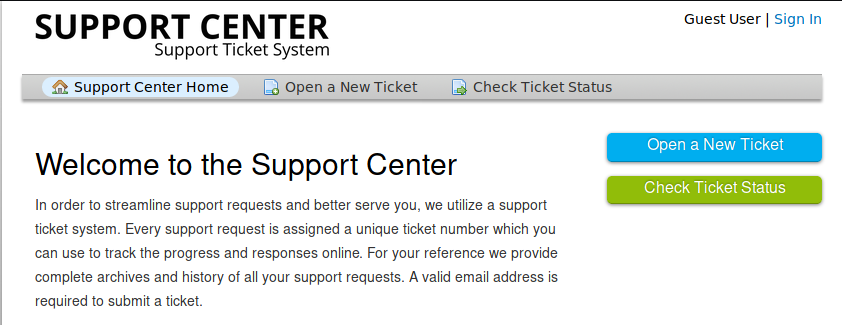 SUPPORT CENTER
Support Ticket System
Guest User | Sign In
Support Center Home
Open a New Ticket
Check Ticket Status
Welcome to the Support Center
In order to streamline support requests and better serve you, we utilize a support
ticket system. Every support request is assigned a unique ticket number which you
can use to track the progress and responses online. For your reference we provide
complete archives and history of all your support requests. A valid email address is
required to submit a ticket.
Open a New Ticket
Check Ticket Status